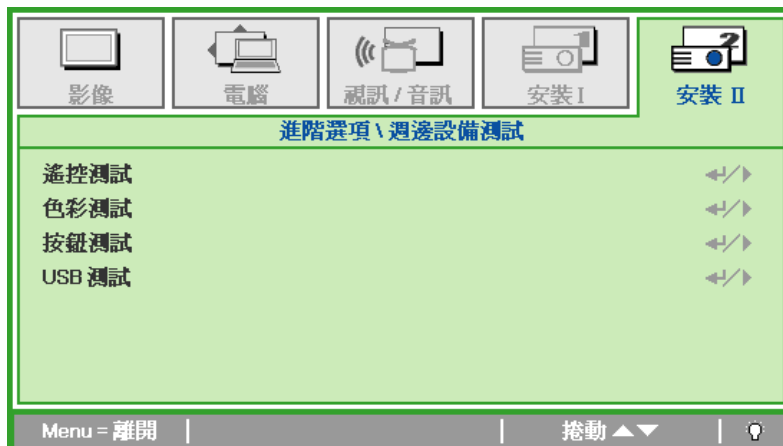 影像
電腦
視訊 / 音訊
安裝 I
安裝 II
進階選項 \ 週邊設備測試
遙控測試
色彩測試
按鈕測試
USB 測試
Menu = 離開
捲動 ▲▼